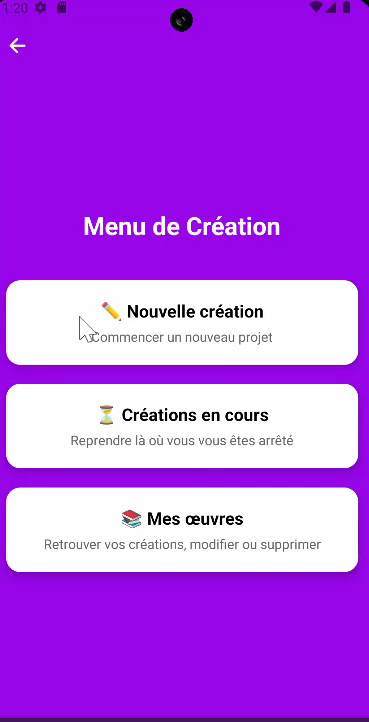 1:20
Menu de Création
✏️ Nouvelle création
Commencer un nouveau projet
⏳ Créations en cours
Reprendre là où vous vous êtes arrêté
📚 Mes œuvres
Retrouver vos créations, modifier ou supprimer